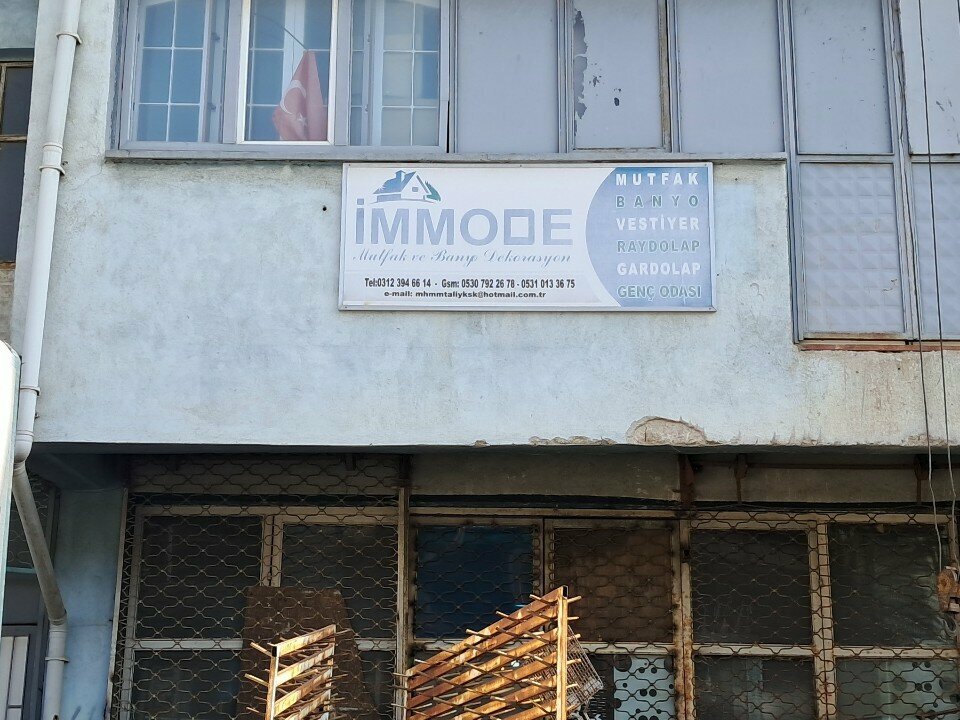 İMMODE
Mutfak ve Banyo Dekorasyon
Tel:0312 394 66 14 - Gsm: 0530 792 26 78 - 0531 013 36 75
e-mail: mhmmtaliyksk@hotmail.com.tr
MUTFAK
BANYO
VESTİYER
RAYDOLAP
GARDOLAP
GENÇ ODASI